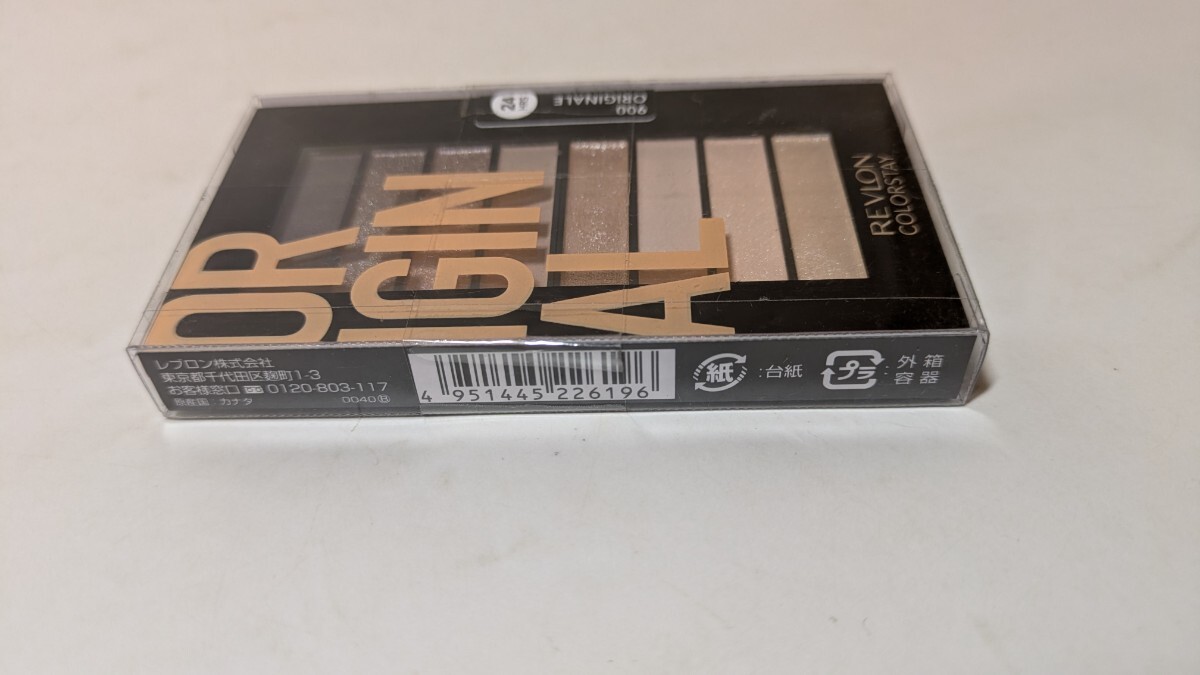 24
HRS
900
ORIGINALE
REVLON
COLORSTAY
OR
IGIN
AL
レブロン株式会社
東京都千代田区麹町1-3
お客様窓口 0120-803-117
原産国:カナダ 0040Ⓑ
4 951445 226196
紙 :台紙
プラ :外箱
容器